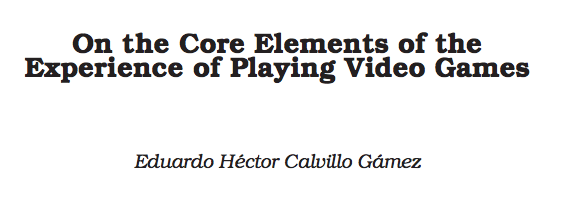 On the Core Elements of the
Experience of Playing Video Games
Eduardo Héctor Calvillo Gámez